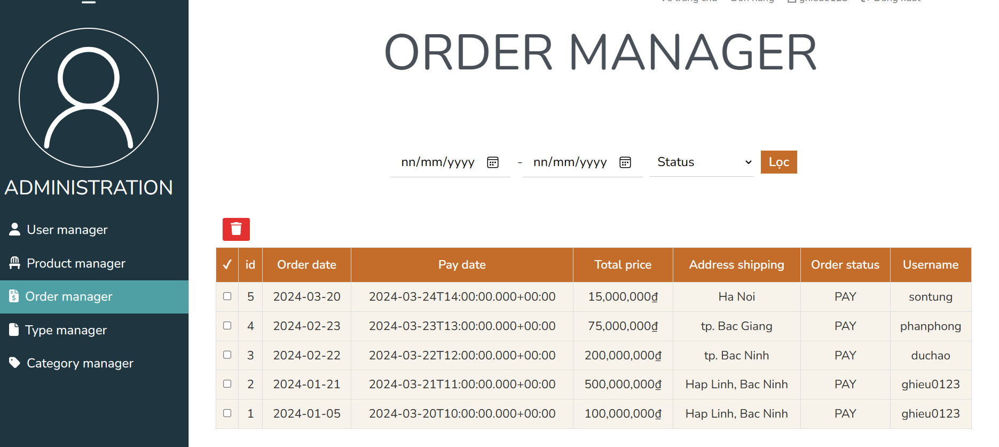 ghieu0123
ORDER MANAGER
nn/mm/yyyy - nn/mm/yyyy Status Lọc
ADMINISTRATION
User manager
Product manager
Order manager
Type manager
Category manager
✓ id Order date Pay date Total price Address shipping Order status Username
5 2024-03-20 2024-03-24T14:00:00.000+00:00 15,000,000₫ Ha Noi PAY sontung
4 2024-02-23 2024-03-23T13:00:00.000+00:00 75,000,000₫ tp. Bac Giang PAY phanphong
3 2024-02-22 2024-03-22T12:00:00.000+00:00 200,000,000₫ tp. Bac Ninh PAY duchao
2 2024-01-21 2024-03-21T11:00:00.000+00:00 500,000,000₫ Hap Linh, Bac Ninh PAY ghieu0123
1 2024-01-05 2024-03-20T10:00:00.000+00:00 100,000,000₫ Hap Linh, Bac Ninh PAY ghieu0123